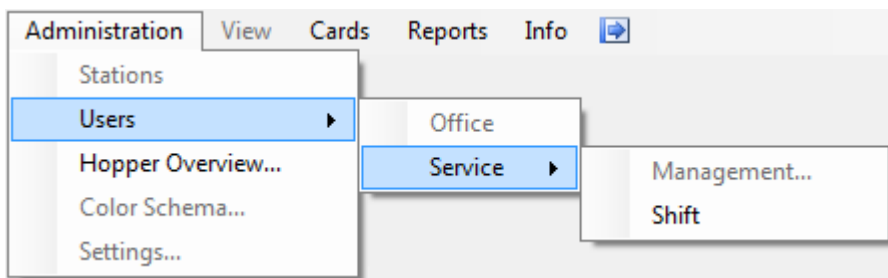 Administration View Cards Reports Info
Stations
Users
Office
Hopper Overview...
Service
Management...
Color Schema...
Shift
Settings...